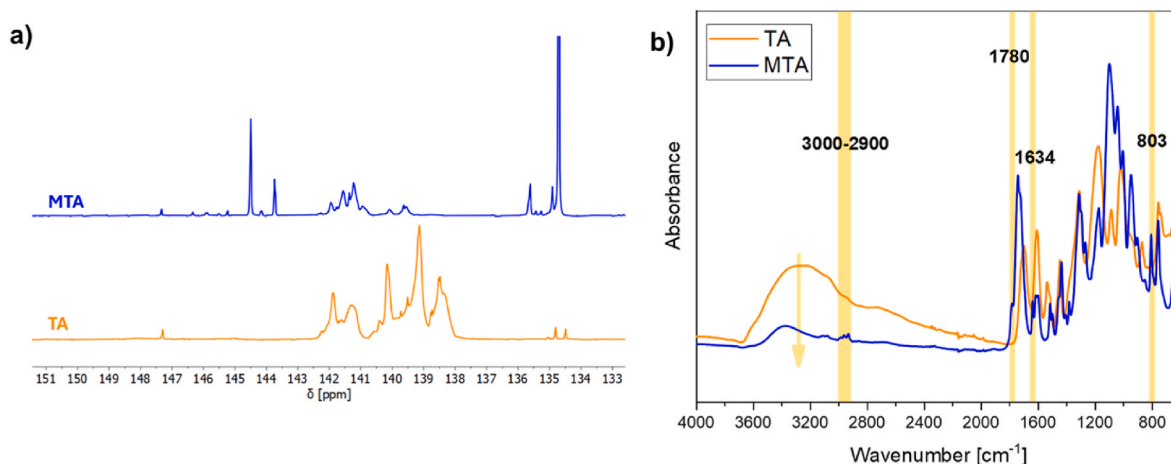 a)
MTA
TA
151 150 149 148 147 146 145 144 143 142 141 140 139 138 137 136 135 134 133
δ [ppm]
b)
TA
MTA
1780
3000-2900
1634
803
Absorbance
4000 3600 3200 2800 2400 2000 1600 1200 800
Wavenumber [cm⁻¹]